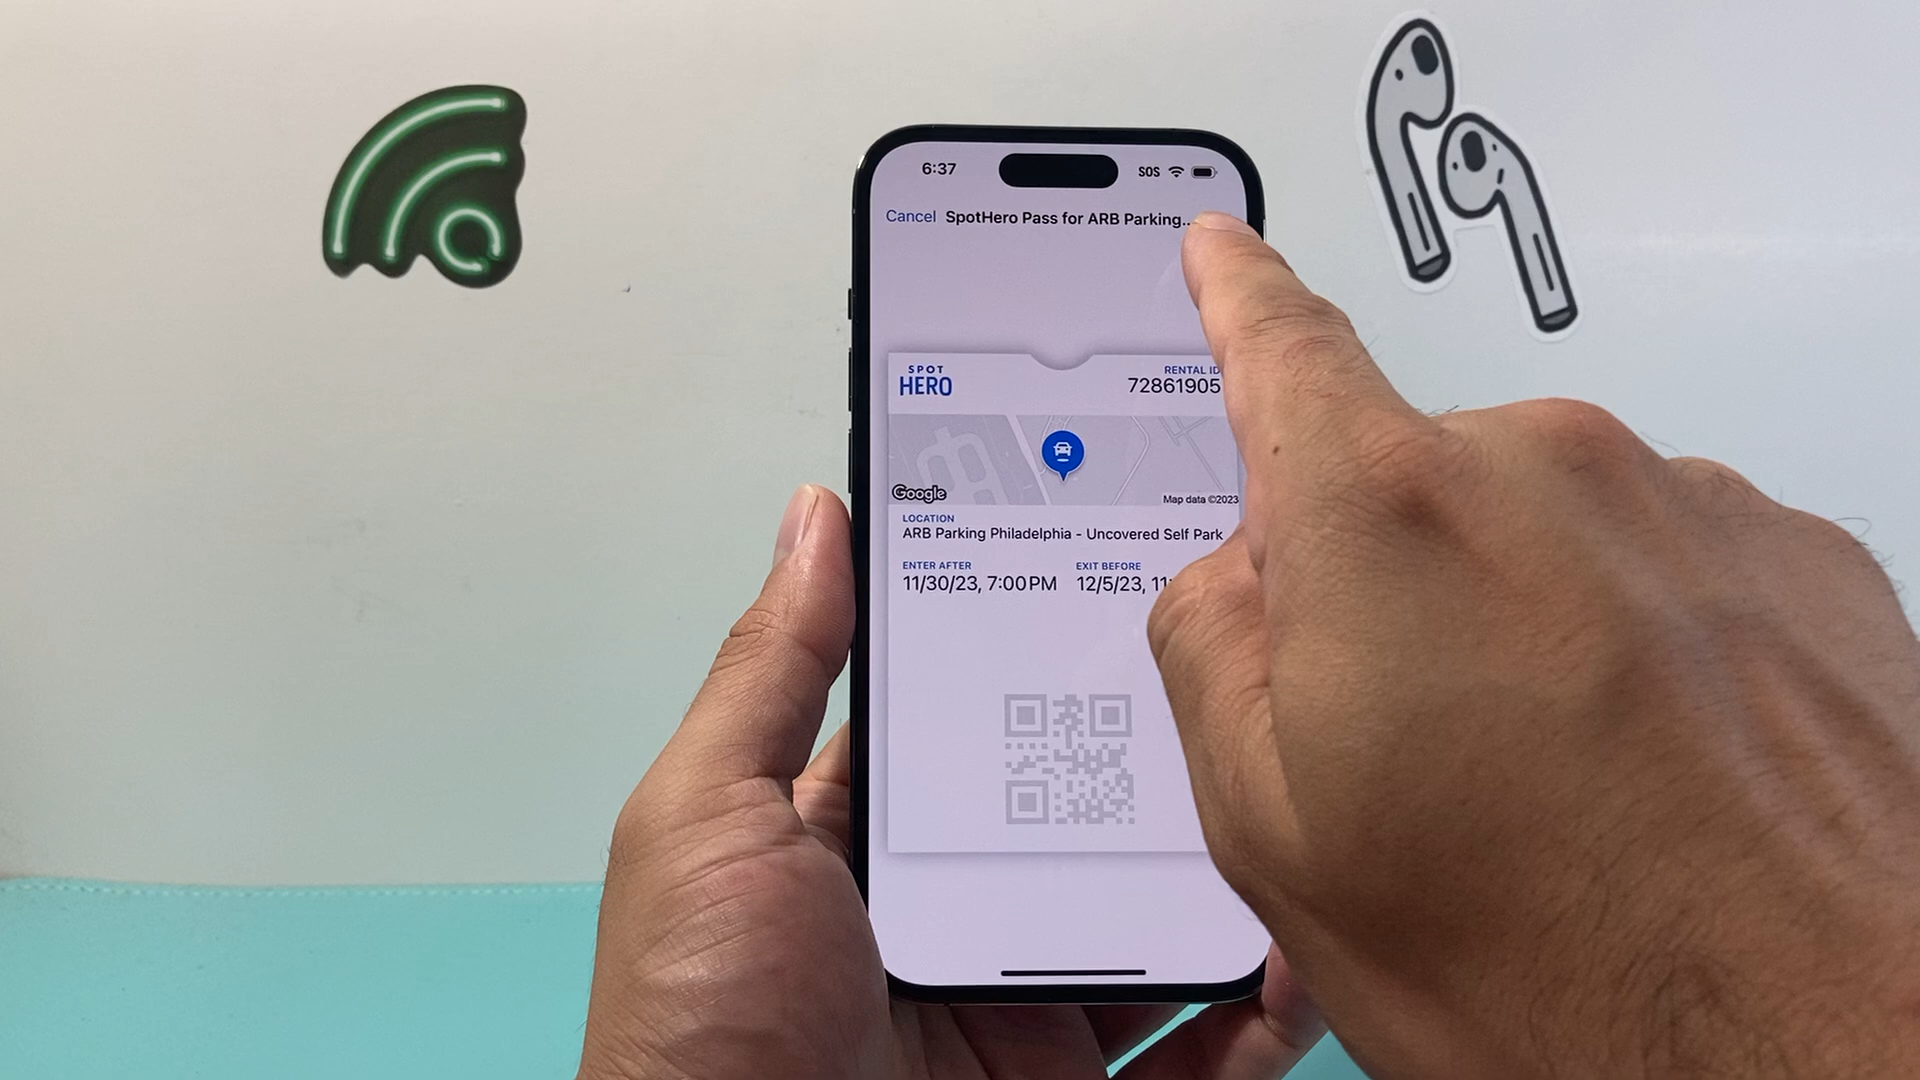 6:37
SOS
Cancel SpotHero Pass for ARB Parking...
SPOT
HERO
RENTAL ID
72861905
Google
Map data ©2023
LOCATION
ARB Parking Philadelphia - Uncovered Self Park
ENTER AFTER
11/30/23, 7:00 PM
EXIT BEFORE
12/5/23,